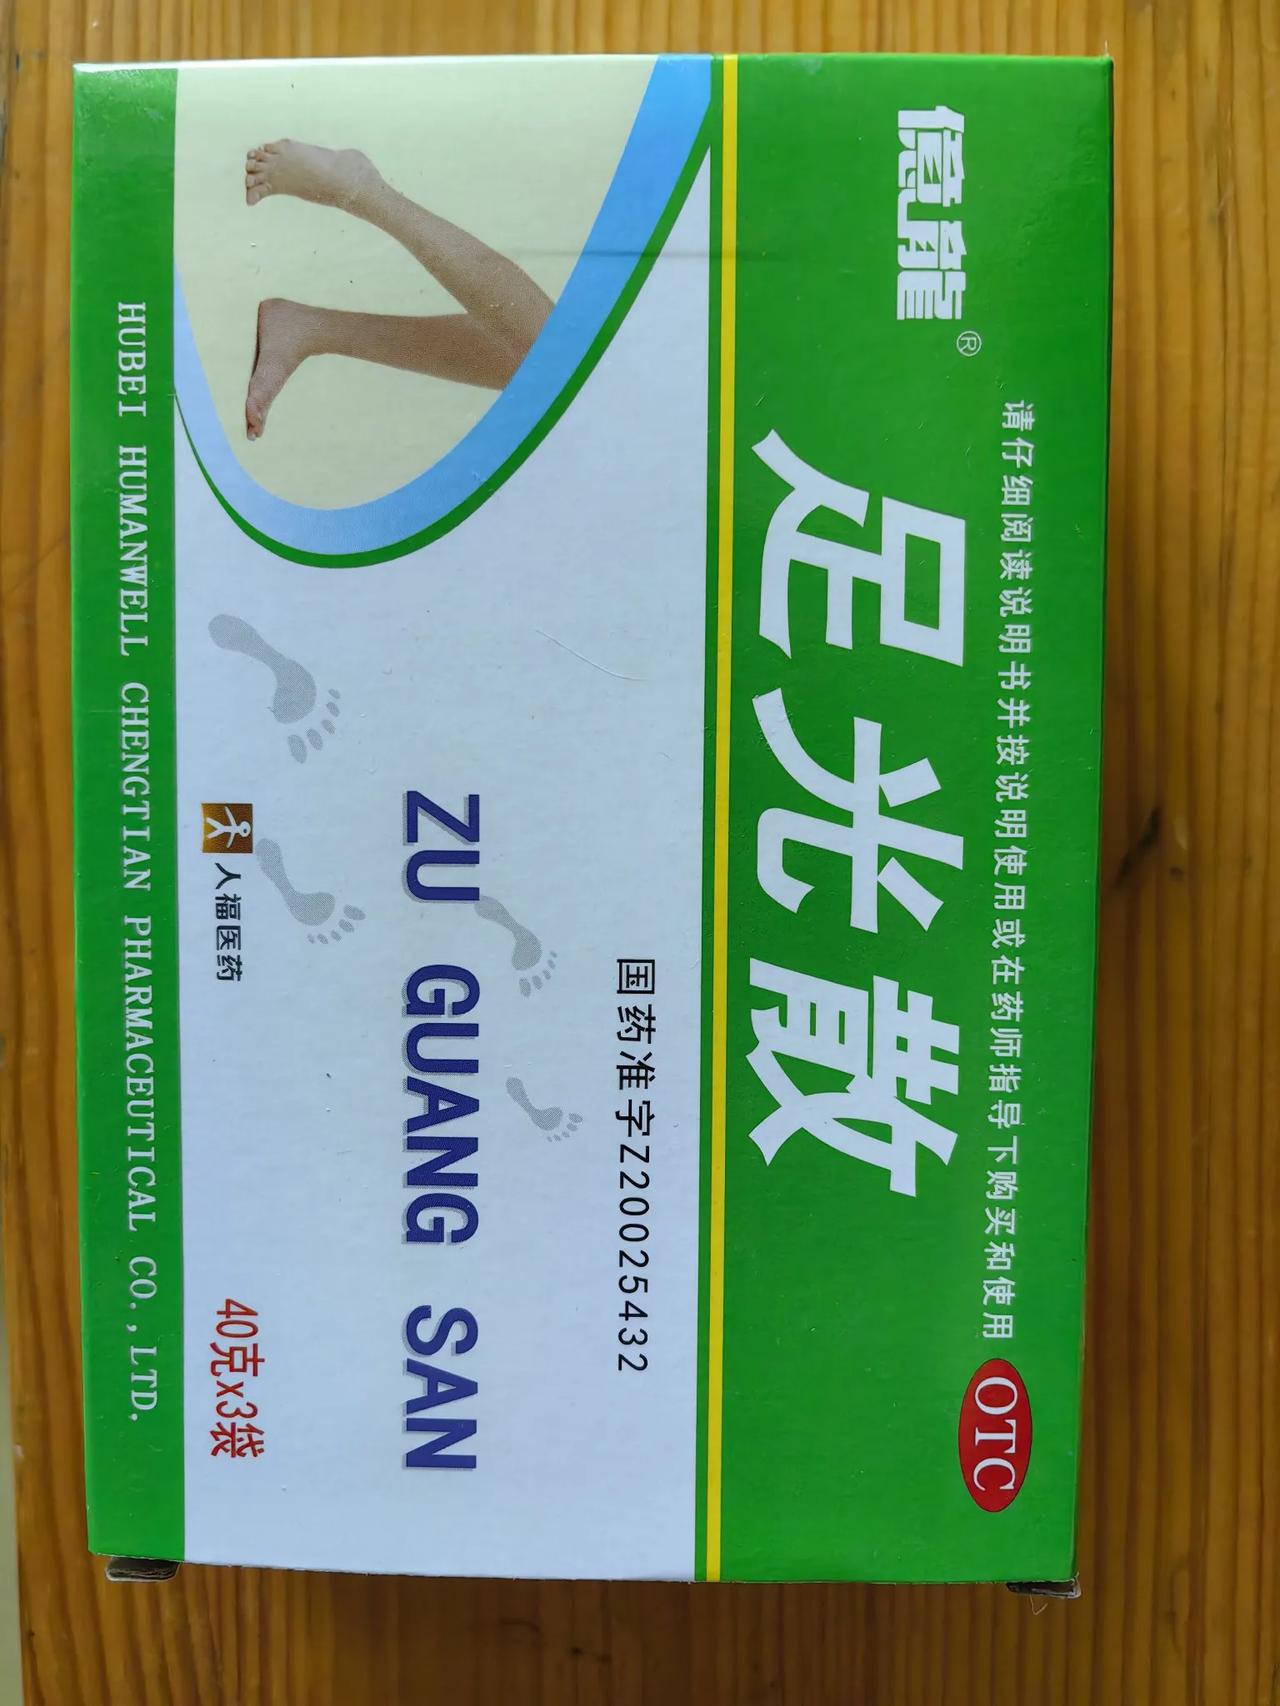 億龍®
请仔细阅读说明书并按说明使用或在药师指导下购买和使用
OTC
足光散
国药准字Z20025432
ZU GUANG SAN
人福医药
40克x3袋
HUBEI HUMANWELL CHENGTIAN PHARMACEUTICAL CO.,LTD.